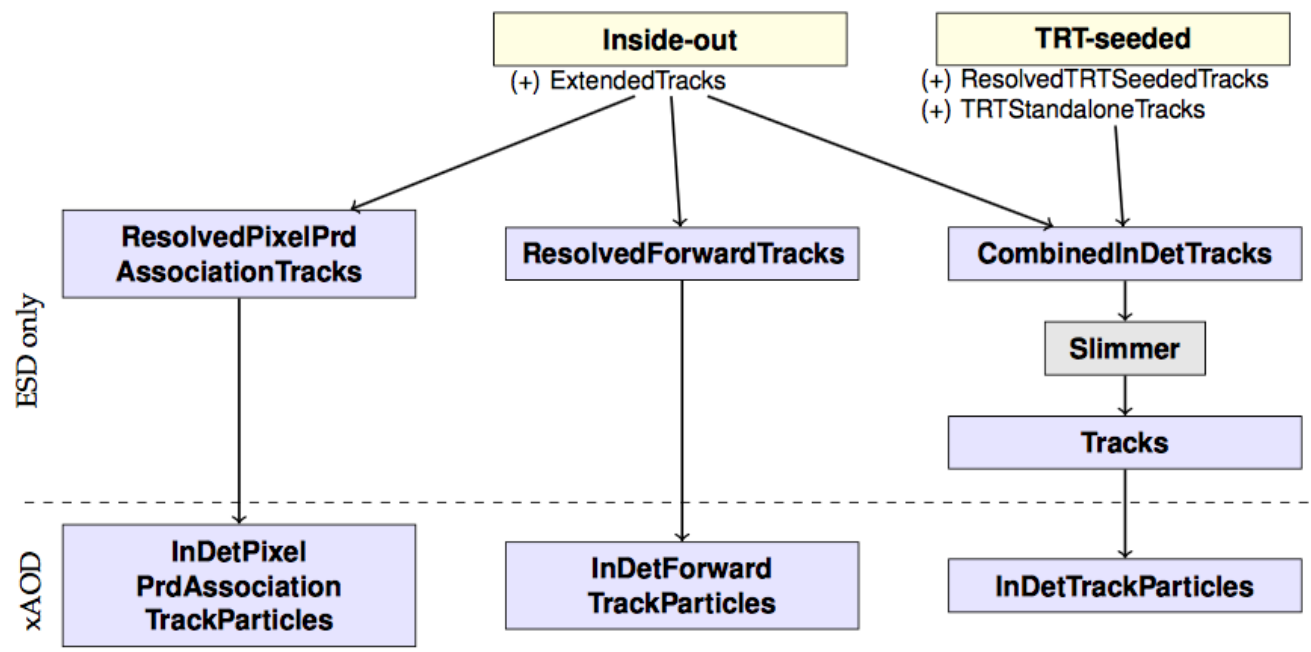 Inside-out
(+) ExtendedTracks
TRT-seeded
(+) ResolvedTRTSeededTracks
(+) TRTStandaloneTracks
ESD only
ResolvedPixelPrd
AssociationTracks
ResolvedForwardTracks
CombinedInDetTracks
Slimmer
Tracks
xAOD
InDetPixel
PrdAssociation
TrackParticles
InDetForward
TrackParticles
InDetTrackParticles